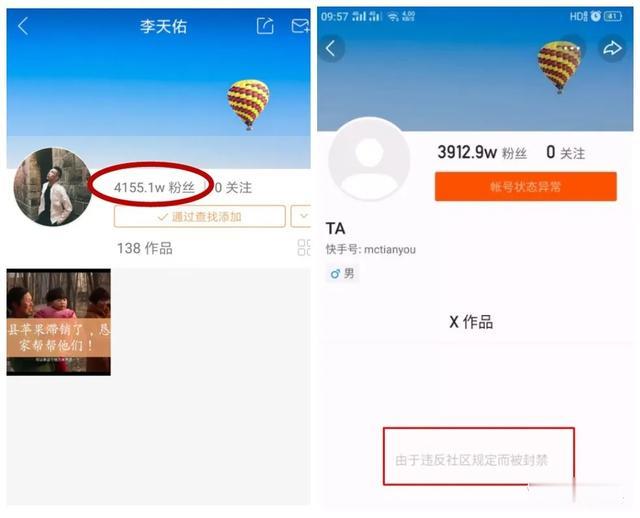 李天佑
4155.1w 粉丝 0 关注
通过查找添加
138 作品
县苹果滞销了，恳
家帮帮他们！
09:57 4G 4G 4.00 KB/s HD 41
3912.9w 粉丝 0 关注
帐号状态异常
TA
快手号: mctianyou
男
X 作品
由于违反社区规定而被封禁